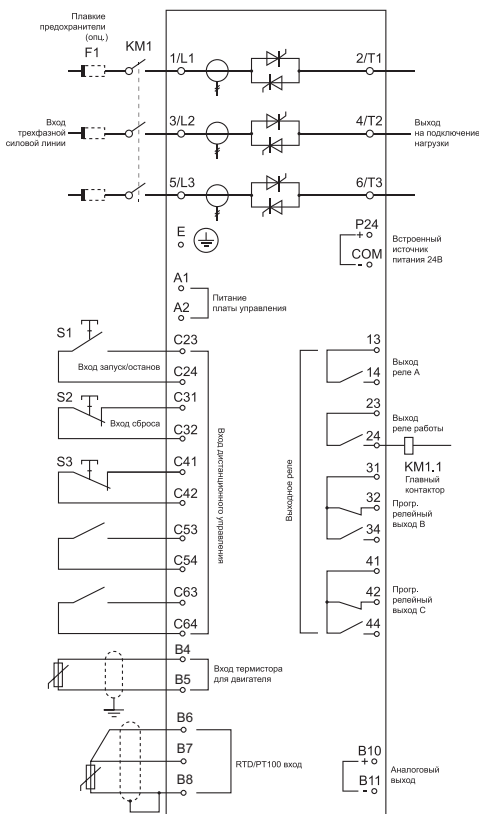 Плавкие
предохранители
(опц.)
F1
KM1
1/L1
2/T1
Вход
трехфазной
силовой линии
3/L2
4/T2
Выход
на подключение
нагрузки
5/L3
6/T3
E
P24
+
COM
-
Встроенный
источник
питания 24В
A1
A2
Питание
платы управления
S1
C23
Вход запуск/останов
C24
S2
C31
Вход сброса
C32
S3
C41
C42
C53
C54
C63
C64
Вход дистанционного управления
13
14
Выход
реле A
23
24
Выход
реле работы
KM1.1
Главный
контактор
31
32
34
Прогр.
релейный
выход B
41
42
44
Прогр.
релейный
выход C
Выходное реле
B4
B5
Вход термистора
для двигателя
B6
B7
B8
RTD/PT100 вход
B10
+
B11
-
Аналоговый
выход